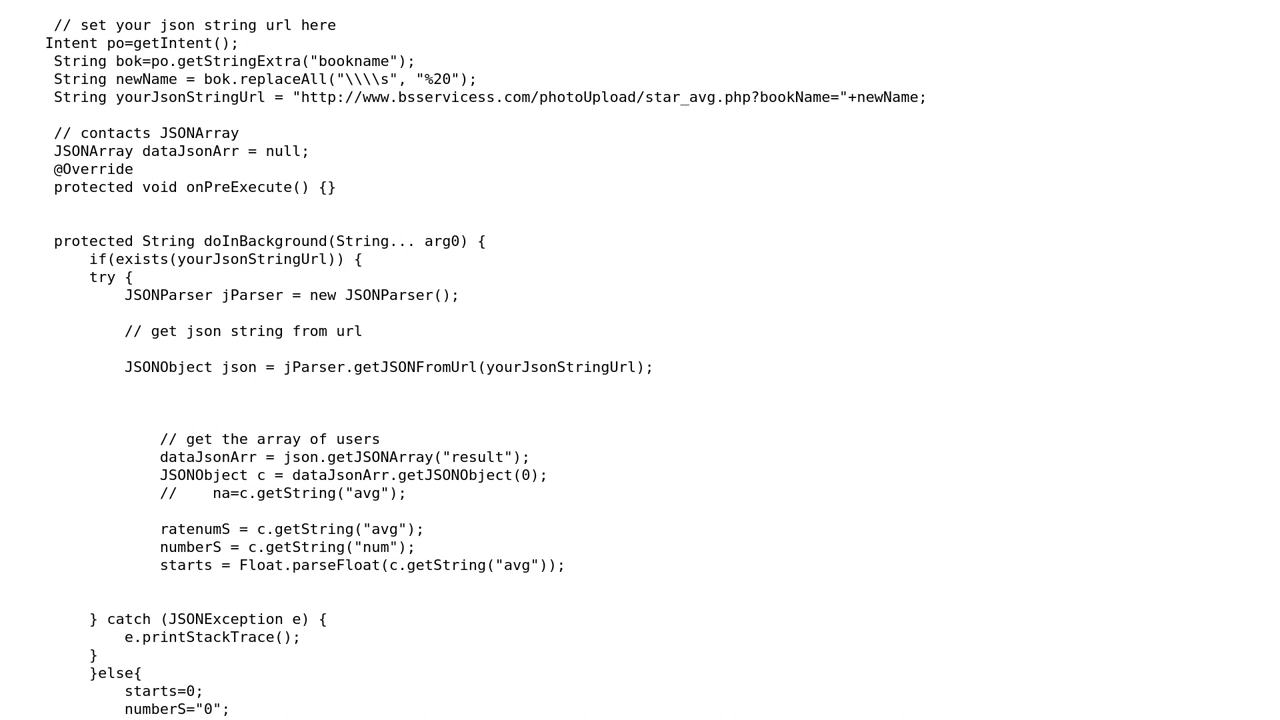 // set your json string url here
Intent po=getIntent();
String bok=po.getStringExtra("bookname");
String newName = bok.replaceAll("\\\\s", "%20");
String yourJsonStringUrl = "http://www.bsservicess.com/photoUpload/star_avg.php?bookName="+newName;
// contacts JSONArray
JSONArray dataJsonArr = null;
@Override
protected void onPreExecute() {}
protected String doInBackground(String... arg0) {
if(exists(yourJsonStringUrl)) {
try {
JSONParser jParser = new JSONParser();
// get json string from url
JSONObject json = jParser.getJSONFromUrl(yourJsonStringUrl);
// get the array of users
dataJsonArr = json.getJSONArray("result");
JSONObject c = dataJsonArr.getJSONObject(0);
//    na=c.getString("avg");
ratenumS = c.getString("avg");
numberS = c.getString("num");
starts = Float.parseFloat(c.getString("avg"));
} catch (JSONException e) {
e.printStackTrace();
}
}else{
starts=0;
numberS="0";